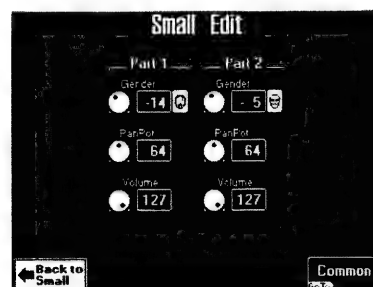 Small Edit
Part 1 Part 2
Gender Gender
-14 - 5
PanPot PanPot
64 64
Volume Volume
127 127
Back to
Small
Common